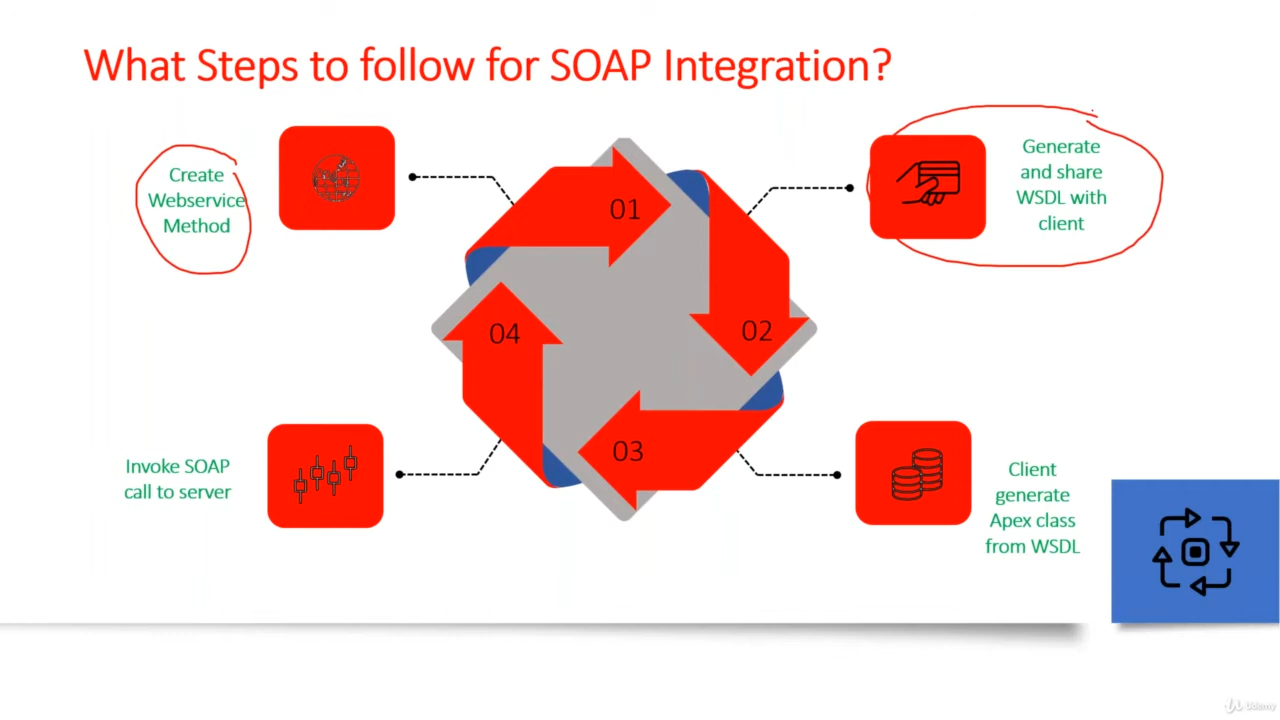 What Steps to follow for SOAP Integration?
Create
Webservice
Method
01
Generate
and share
WSDL with
client
02
04
03
Invoke SOAP
call to server
Client
generate
Apex class
from WSDL
Udemy